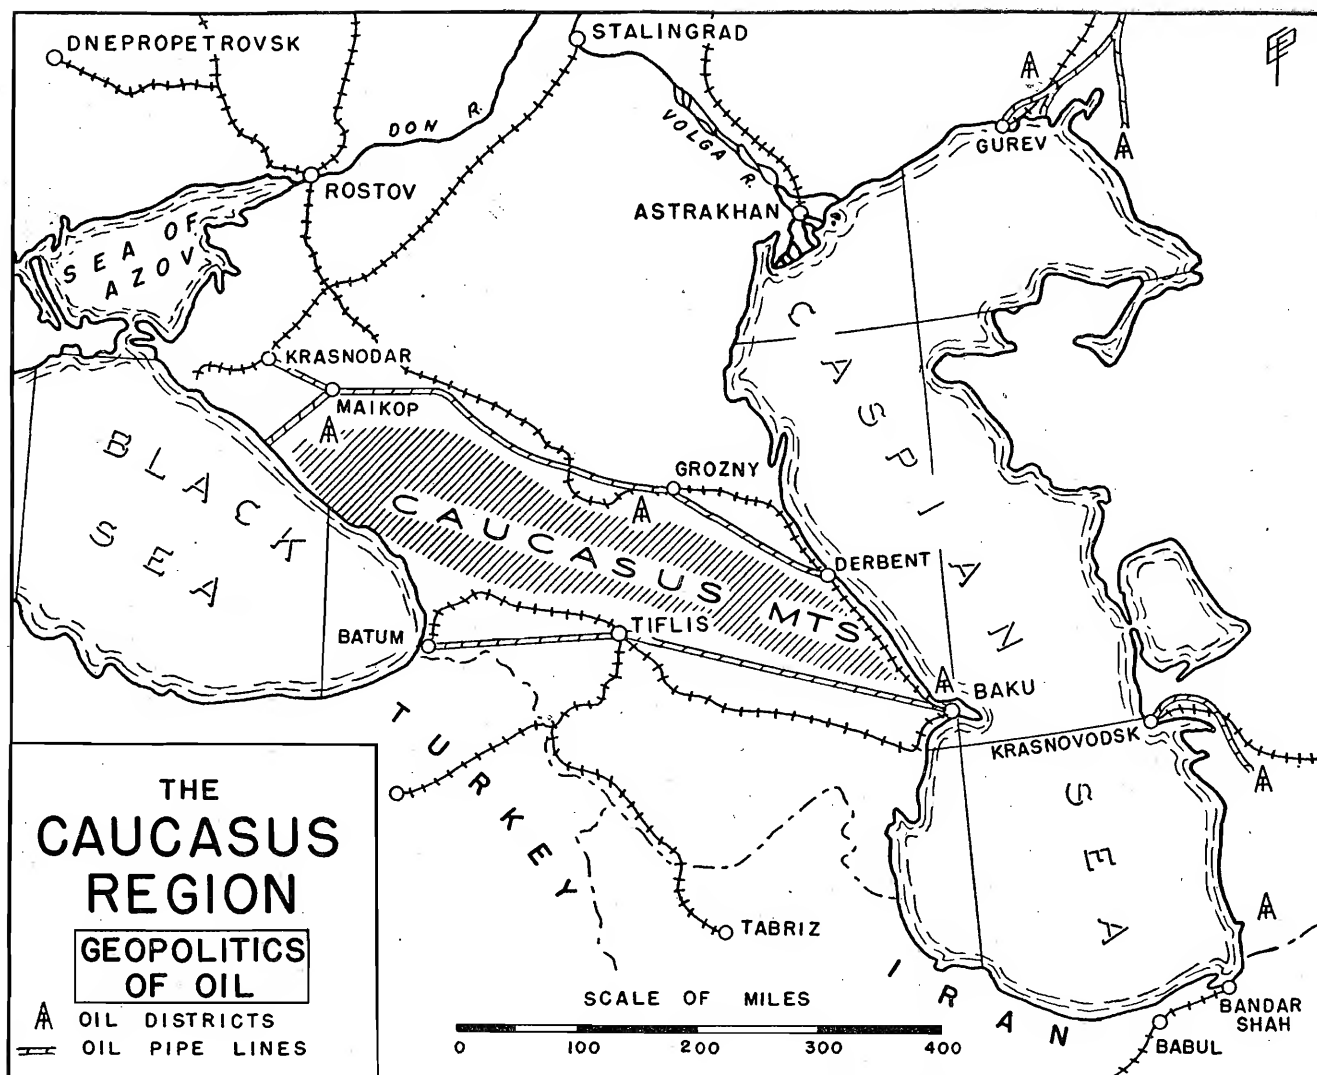 DNEPROPETROVSK
STALINGRAD
DON R.
VOLGA R.
GUREV
ROSTOV
ASTRAKHAN
SEA OF
AZOV
KRASNODAR
MAIKOP
CASPIAN SEA
BLACK
SEA
GROZNY
CAUCASUS MTS
DERBENT
BATUM
TIFLIS
BAKU
KRASNOVODSK
TURKEY
TABRIZ
IRAN
BANDAR
SHAH
BABUL
THE
CAUCASUS
REGION
GEOPOLITICS
OF OIL
OIL DISTRICTS
OIL PIPE LINES
SCALE OF MILES
0 100 200 300 400